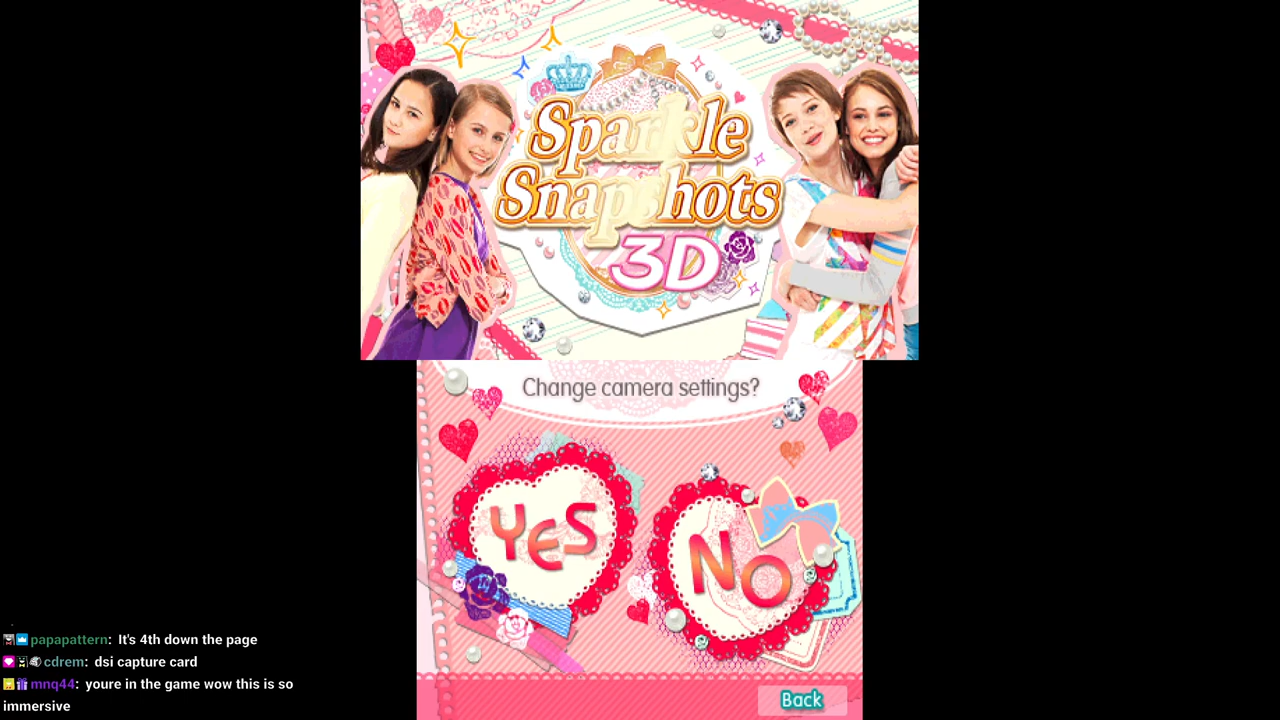 Sparkle
Snapshots
3D
Change camera settings?
YES
NO
Back
papapattern: It's 4th down the page
cdrem: dsi capture card
mnq44: youre in the game wow this is so
immersive